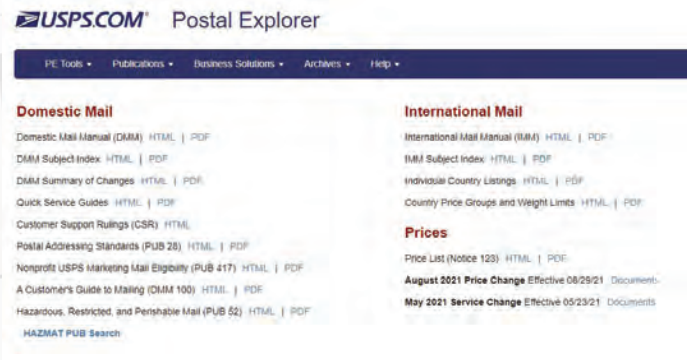 USPS.COM® Postal Explorer
PE Tools Publications Business Solutions Archives Help
Domestic Mail
Domestic Mail Manual (DMM) HTML | PDF
DMM Subject Index HTML | PDF
DMM Summary of Changes HTML | PDF
Quick Service Guides HTML | PDF
Customer Support Rulings (CSR) HTML
Postal Addressing Standards (PUB 28) HTML | PDF
Nonprofit USPS Marketing Mail Eligibility (PUB 417) HTML | PDF
A Customer's Guide to Mailing (DMM 100) HTML | PDF
Hazardous, Restricted, and Perishable Mail (PUB 52) HTML | PDF
HAZMAT PUB Search
International Mail
International Mail Manual (IMM) HTML | PDF
IMM Subject Index HTML | PDF
Individual Country Listings HTML | PDF
Country Price Groups and Weight Limits HTML | PDF
Prices
Price List (Notice 123) HTML | PDF
August 2021 Price Change Effective 08/29/21 Documents
May 2021 Service Change Effective 05/23/21 Documents